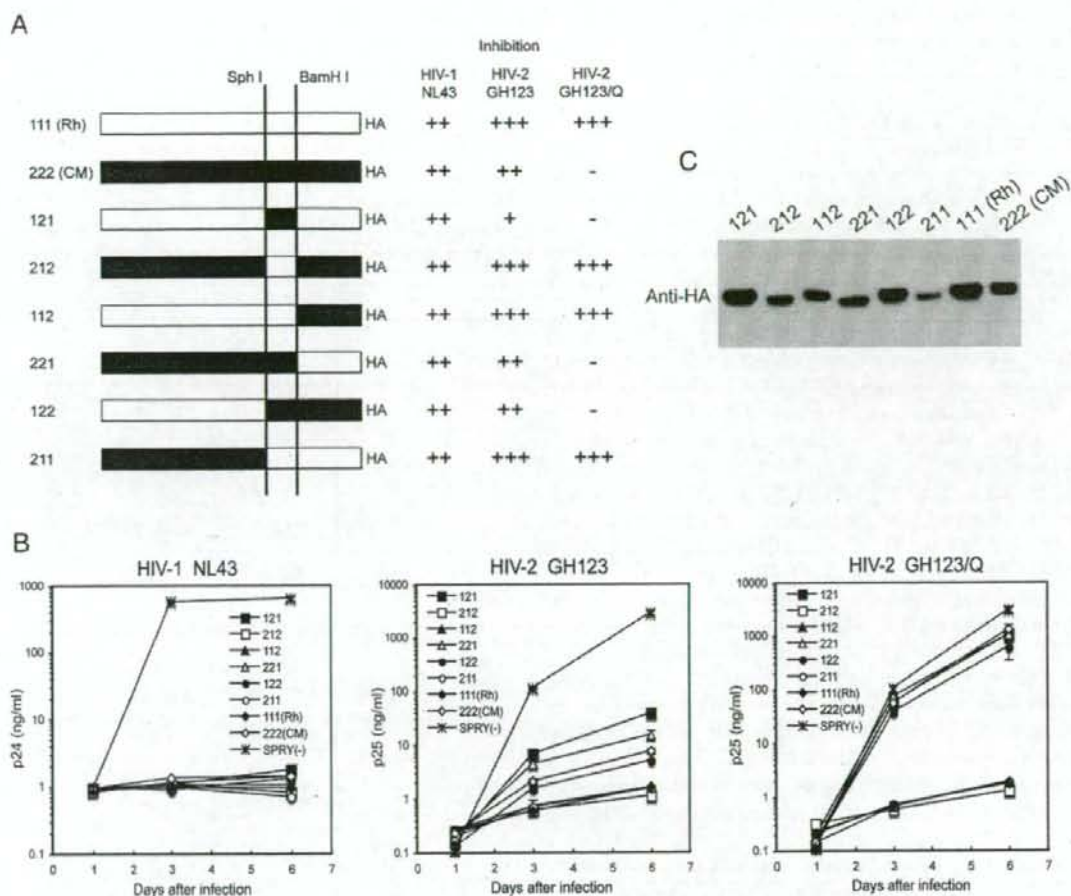 A
Inhibition
Sph I BamH I HIV-1 NL43 HIV-2 GH123 HIV-2 GH123/Q
111 (Rh) HA ++ +++ +++
222 (CM) HA ++ ++ -
121 HA ++ + -
212 HA ++ +++ +++
112 HA ++ +++ +++
221 HA ++ ++ -
122 HA ++ ++ -
211 HA ++ +++ +++
C
121 212 112 221 122 211 111 (Rh) 222 (CM)
Anti-HA
B
HIV-1 NL43
1000
100
10
1
0.1
p24 (ng/ml)
121
212
112
221
122
211
111(Rh)
222(CM)
SPRY(-)
0 1 2 3 4 5 6 7
Days after infection
HIV-2 GH123
10000
1000
100
10
1
0.1
p25 (ng/ml)
121
212
112
221
122
211
111(Rh)
222(CM)
SPRY(-)
0 1 2 3 4 5 6 7
Days after infection
HIV-2 GH123/Q
10000
1000
100
10
1
0.1
p25 (ng/ml)
121
212
112
221
122
211
111(Rh)
222(CM)
SPRY(-)
0 1 2 3 4 5 6 7
Days after infection